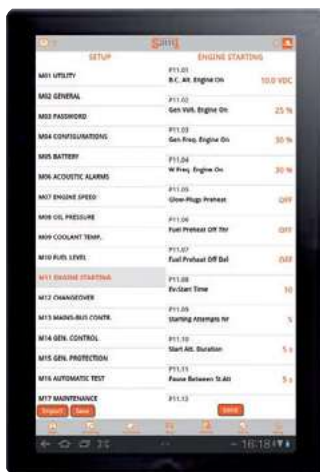 Sam1
SETUP
ENGINE STARTING
M01 UTILITY
M02 GENERAL
M03 PASSWORD
M04 CONFIGURATIONS
M05 BATTERY
M06 ACOUSTIC ALARMS
M07 ENGINE SPEED
M08 OIL PRESSURE
M09 COOLANT TEMP.
M10 FUEL LEVEL
M11 ENGINE STARTING
M12 CHANGEOVER
M13 MAINS-BUS CONTR.
M14 GEN. CONTROL
M15 GEN. PROTECTION
M16 AUTOMATIC TEST
M17 MAINTENANCE
P11.01
B.C. Alt. Engine On 10.0 VDC
P11.02
Gen Volt. Engine On 25 %
P11.03
Gen Freq. Engine On 30 %
P11.04
W Freq. Engine On 30 %
P11.05
Glow-Plugs Preheat OFF
P11.06
Fuel Preheat Off Thr OFF
P11.07
Fuel Preheat Off Del OFF
P11.08
Ev.Start Time 10
P11.09
Starting Attempts Nr 5
P11.10
Start Att. Duration 5 s
P11.11
Pause Between St.Att 5 s
P11.12
Import Save Send
16:18